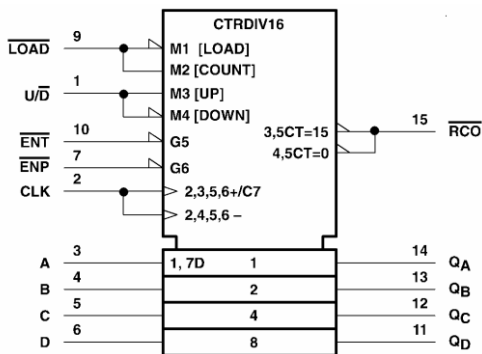 CTRDIV16
LOAD 9 M1 [LOAD]
M2 [COUNT]
U/D 1 M3 [UP]
M4 [DOWN]
ENT 10 G5
ENP 7 G6
CLK 2 2,3,5,6+/C7
2,4,5,6 –
3,5CT=15 15 RCO
4,5CT=0
A 3 1, 7D 1 14 QA
B 4 2 13 QB
C 5 4 12 QC
D 6 8 11 QD